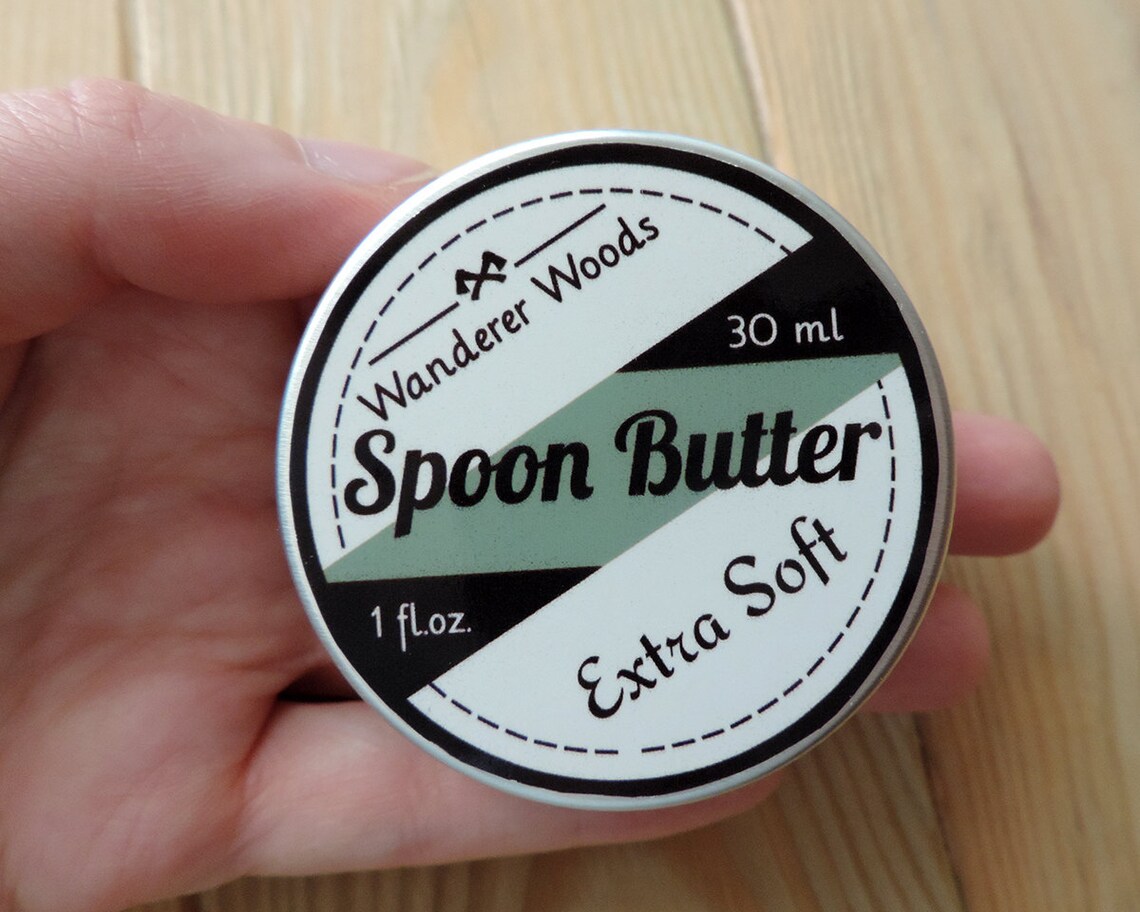 Wanderer Woods
30 ml
Spoon Butter
1 fl.oz.
Extra Soft